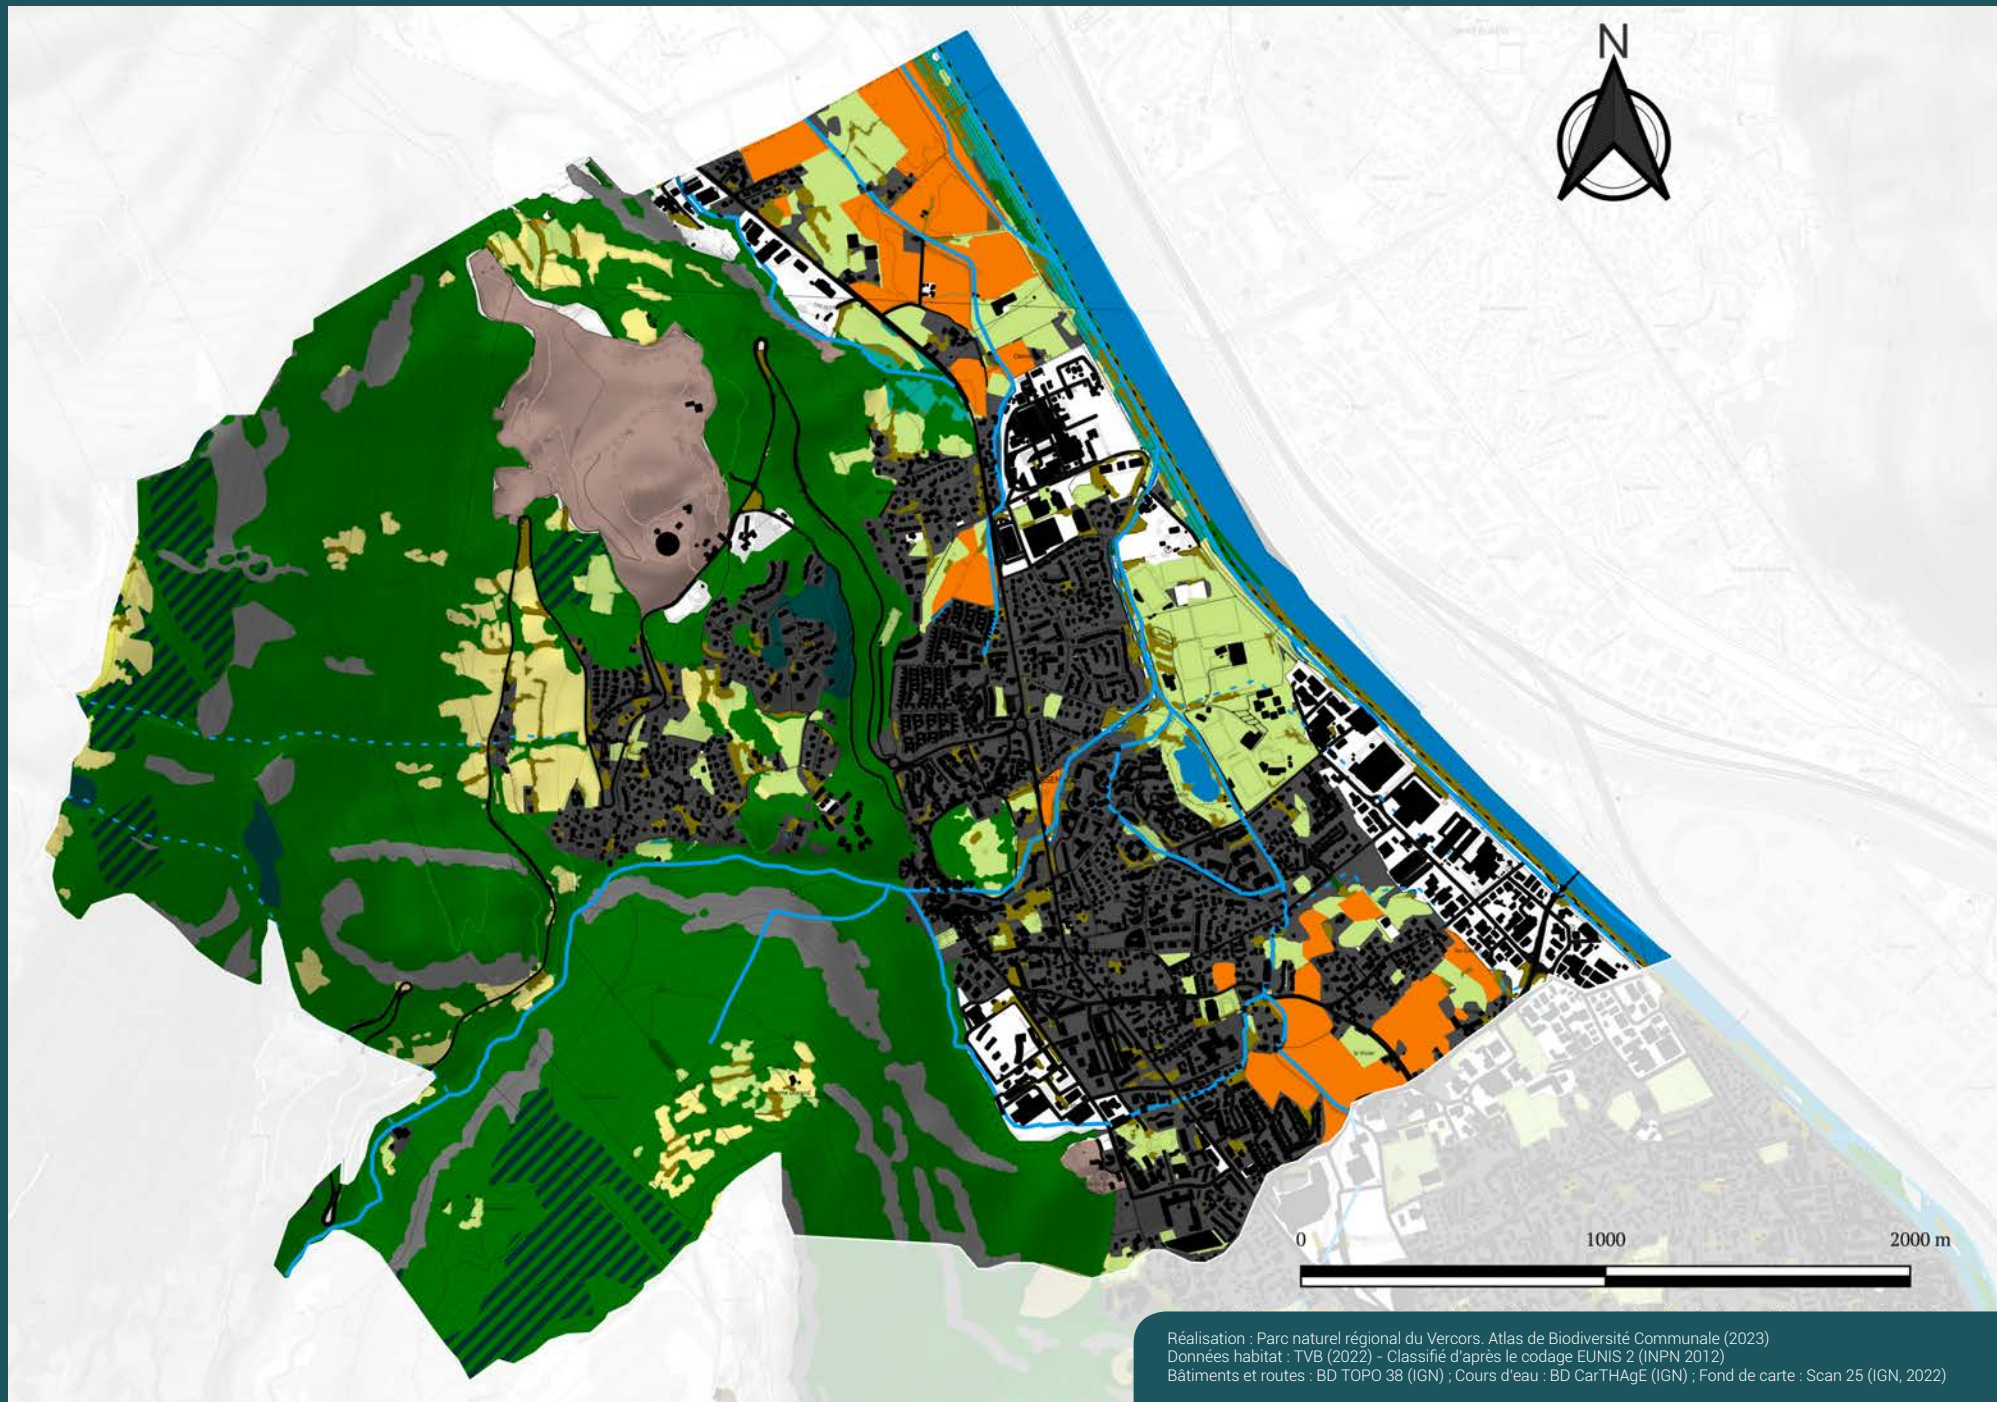 N
le Vivier
0 1000 2000 m
Réalisation : Parc naturel régional du Vercors. Atlas de Biodiversité Communale (2023)
Données habitat : TVB (2022) - Classifié d'après le codage EUNIS 2 (INPN 2012)
Bâtiments et routes : BD TOPO 38 (IGN) ; Cours d'eau : BD CarTHAgE (IGN) ; Fond de carte : Scan 25 (IGN, 2022)